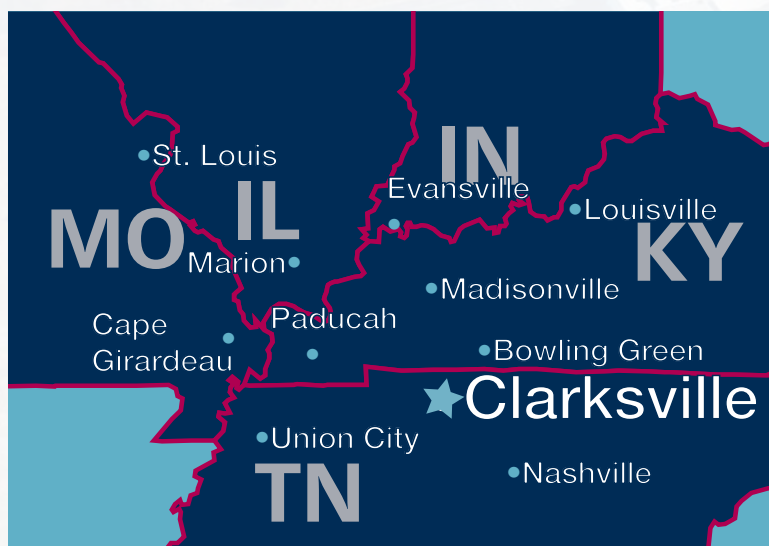 IN
St. Louis
Evansville
IL
MO
Louisville
KY
Marion
Madisonville
Paducah
Cape
Girardeau
Bowling Green
Clarksville
Union City
Nashville
TN